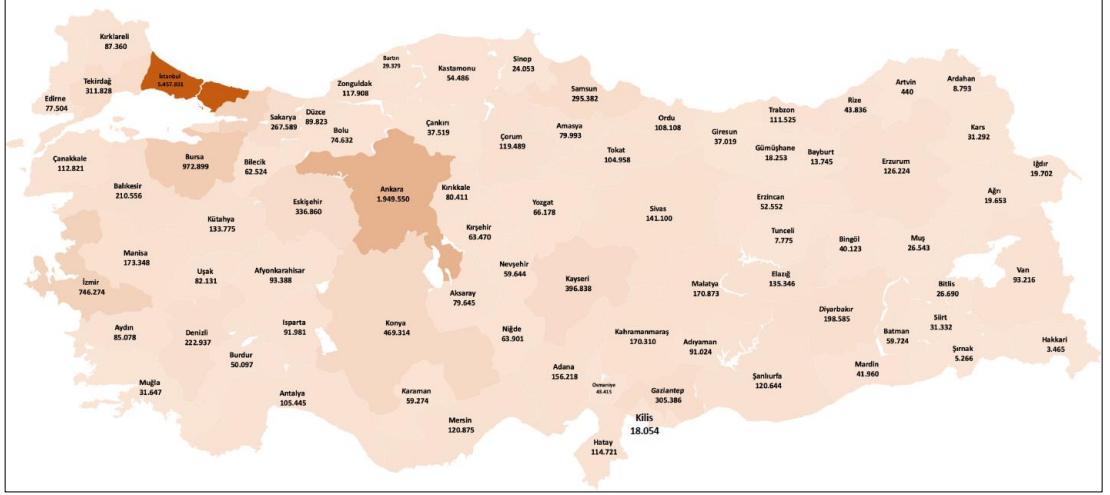 Kırklareli
87.360
Tekirdağ
311.828
Edirne
77.504
İstanbul
Çanakkale
112.821
Balıkesir
210.556
Bursa
972.899
Bilecik
62.524
Sakarya
267.589
Düzce
89.823
Bolu
74.632
Zonguldak
117.908
Bartın
29.379
Kastamonu
54.486
Sinop
24.053
Çankırı
37.519
Samsun
295.382
Amasya
79.993
Çorum
119.489
Tokat
104.958
Ordu
108.108
Giresun
37.019
Trabzon
111.525
Gümüşhane
18.253
Bayburt
13.745
Rize
43.836
Artvin
440
Ardahan
8.793
Kars
31.292
Iğdır
19.702
Erzurum
126.224
Ağrı
19.653
Erzincan
52.552
Tunceli
7.775
Bingöl
40.123
Muş
26.543
Van
93.216
Bitlis
26.690
Siirt
31.332
Hakkari
3.465
Şırnak
5.266
Batman
59.724
Mardin
41.960
Diyarbakır
198.585
Elazığ
135.346
Malatya
170.873
Adıyaman
91.024
Şanlıurfa
120.644
Kahramanmaraş
170.310
Gaziantep
305.386
Kilis
18.054
Osmaniye
43.415
Hatay
114.721
Adana
156.218
Mersin
120.875
Karaman
59.274
Niğde
63.901
Kayseri
396.838
Sivas
141.100
Yozgat
66.178
Nevşehir
59.644
Kırşehir
63.470
Kırıkkale
80.411
Ankara
1.949.550
Aksaray
79.645
Konya
469.314
Eskişehir
336.860
Kütahya
133.775
Afyonkarahisar
93.388
Uşak
82.131
Manisa
173.348
İzmir
746.274
Aydın
85.078
Denizli
222.937
Isparta
91.981
Burdur
50.097
Muğla
31.647
Antalya
105.445